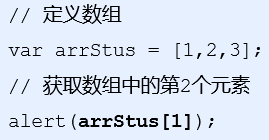 // 定义数组
var arrStus = [1,2,3];
// 获取数组中的第2个元素
alert(arrStus[1]);